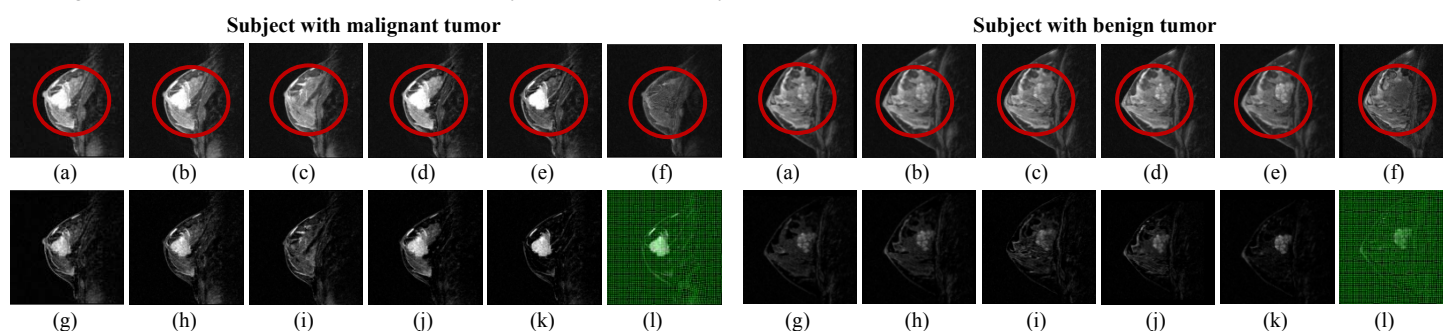 Subject with malignant tumor
Subject with benign tumor
(a) (b) (c) (d) (e) (f) (a) (b) (c) (d) (e) (f)
(g) (h) (i) (j) (k) (l) (g) (h) (i) (j) (k) (l)